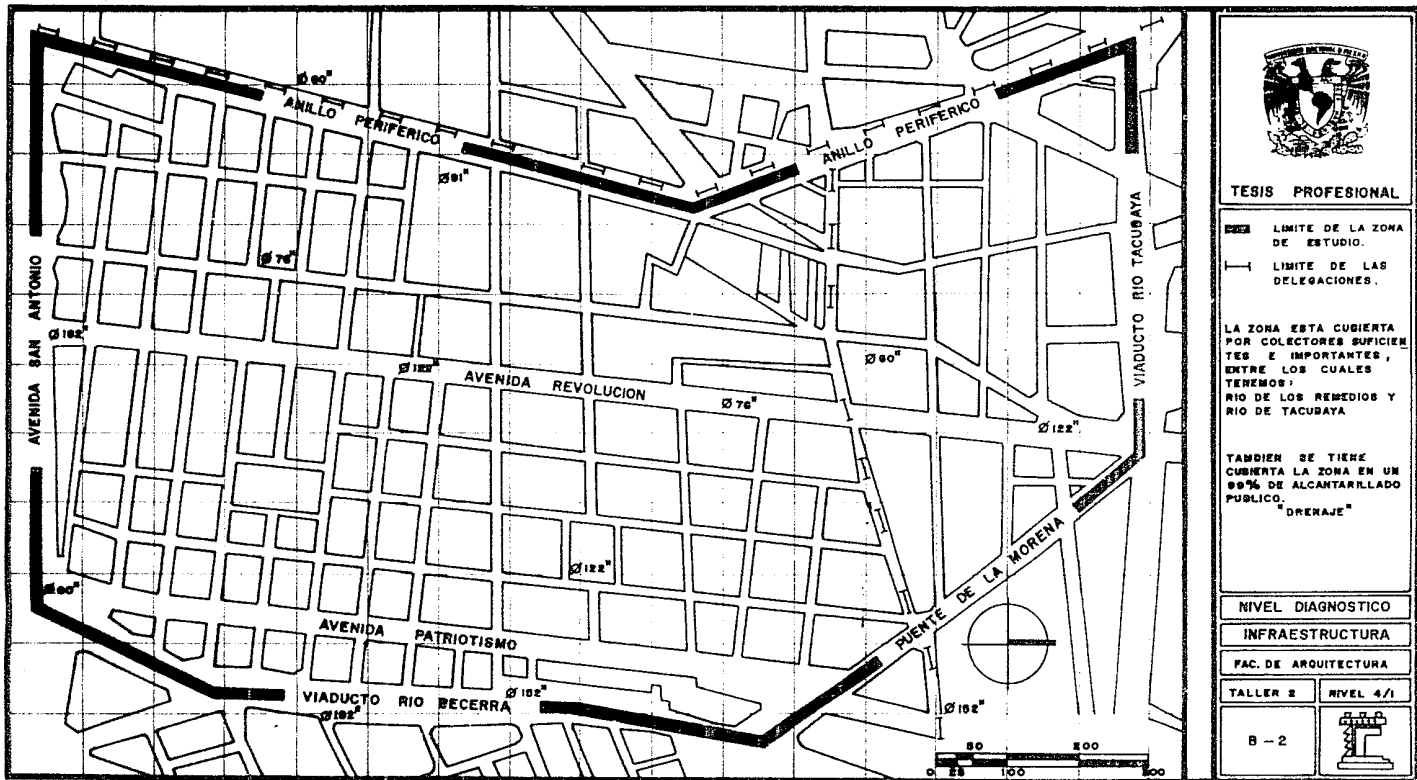 Ø 60"
ANILLO PERIFERICO
ANILLO PERIFERICO
Ø 91"
Ø 76"
AVENIDA SAN ANTONIO
VIADUCTO RIO TACUBAYA
Ø 122"
AVENIDA REVOLUCION
Ø 60"
Ø 76"
Ø 122"
Ø 122"
Ø 60"
AVENIDA PATRIOTISMO
PUENTE DE LA MORENA
VIADUCTO RIO BECERRA
Ø 152"
Ø 152"
50 200
0 25 100 300
TESIS PROFESIONAL
LIMITE DE LA ZONA
DE ESTUDIO.
LIMITE DE LAS
DELEGACIONES.
LA ZONA ESTA CUBIERTA
POR COLECTORES SUFICIEN
TES E IMPORTANTES,
ENTRE LOS CUALES
TENEMOS:
RIO DE LOS REMEDIOS Y
RIO DE TACUBAYA
TAMBIEN SE TIENE
CUBIERTA LA ZONA EN UN
99% DE ALCANTARILLADO
PUBLICO.
"DRENAJE"
NIVEL DIAGNOSTICO
INFRAESTRUCTURA
FAC. DE ARQUITECTURA
TALLER 2
NIVEL 4/1
B - 2